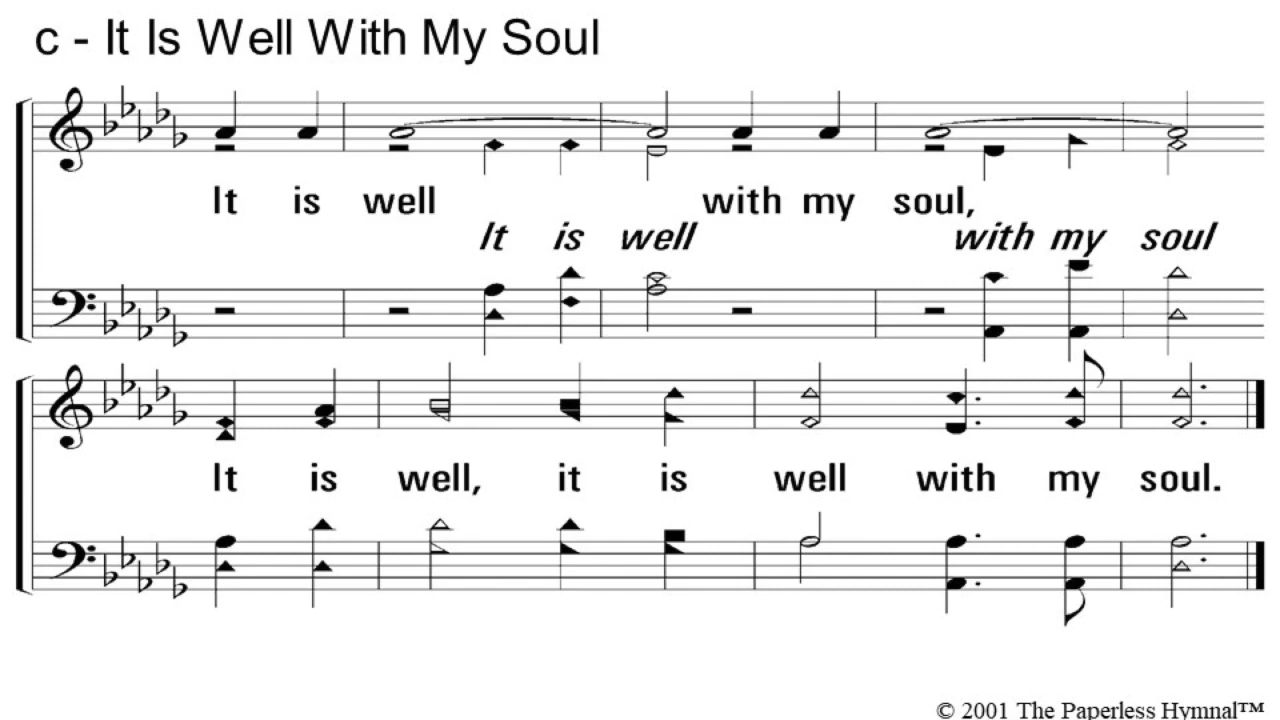 c - It Is Well With My Soul
It is well with my soul,
It is well with my soul
It is well, it is well with my soul.
© 2001 The Paperless Hymnal™